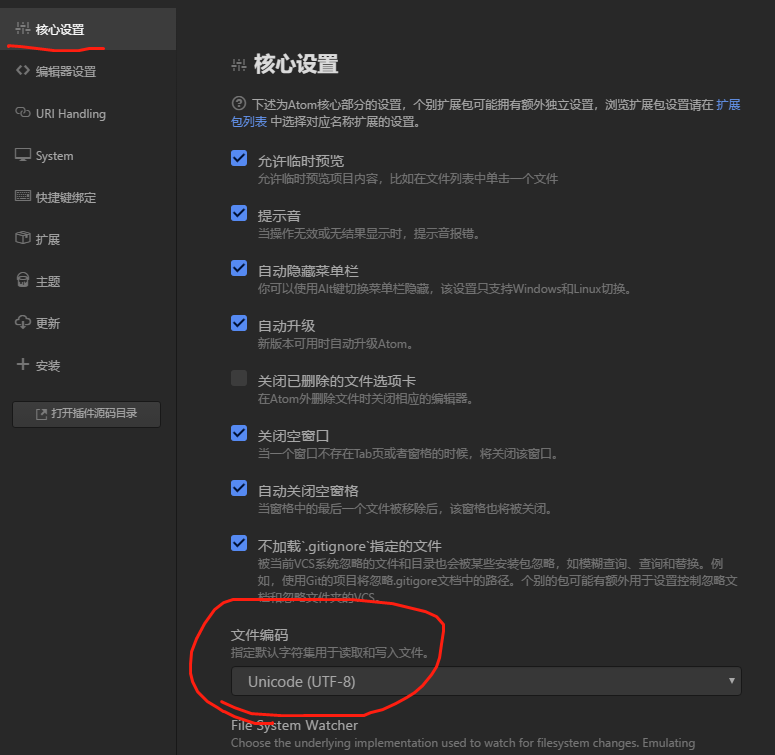 核心设置
编辑器设置
URI Handling
System
快捷键绑定
扩展
主题
更新
安装
打开插件源码目录
核心设置
下述为Atom核心部分的设置，个别扩展包可能拥有额外独立设置，浏览扩展包设置请在 扩展
包列表 中选择对应名称扩展的设置。
允许临时预览
允许临时预览项目内容，比如在文件列表中单击一个文件
提示音
当操作无效或无结果显示时，提示音报错。
自动隐藏菜单栏
你可以使用Alt键切换菜单栏隐藏，该设置只支持Windows和Linux切换。
自动升级
新版本可用时自动升级Atom。
关闭已删除的文件选项卡
在Atom外删除文件时关闭相应的编辑器。
关闭空窗口
当一个窗口不存在Tab页或者窗格的时候，将关闭该窗口。
自动关闭空窗格
当窗格中的最后一个文件被移除后，该窗格也将被关闭。
不加载`.gitignore`指定的文件
被当前VCS系统忽略的文件和目录也会被某些安装包忽略，如模糊查询、查询和替换。例
如，使用Git的项目将忽略.gitigore文档中的路径。个别的包可能有额外用于设置控制忽略文
档和忽略文件夹的VCS。
文件编码
指定默认字符集用于读取和写入文件。
Unicode (UTF-8)
File System Watcher
Choose the underlying implementation used to watch for filesystem changes. Emulating